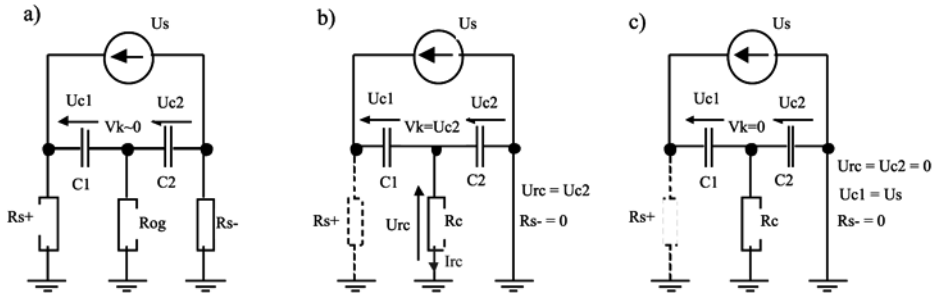 a)
Us
Uc1
Vk~0
Uc2
C1
C2
Rs+
Rog
Rs-
b)
Us
Uc1
Vk=Uc2
Uc2
C1
C2
Rs+
Urc
Rc
Irc
Urc = Uc2
Rs- = 0
c)
Us
Uc1
Vk=0
Uc2
C1
C2
Rs+
Rc
Urc = Uc2 = 0
Uc1 = Us
Rs- = 0